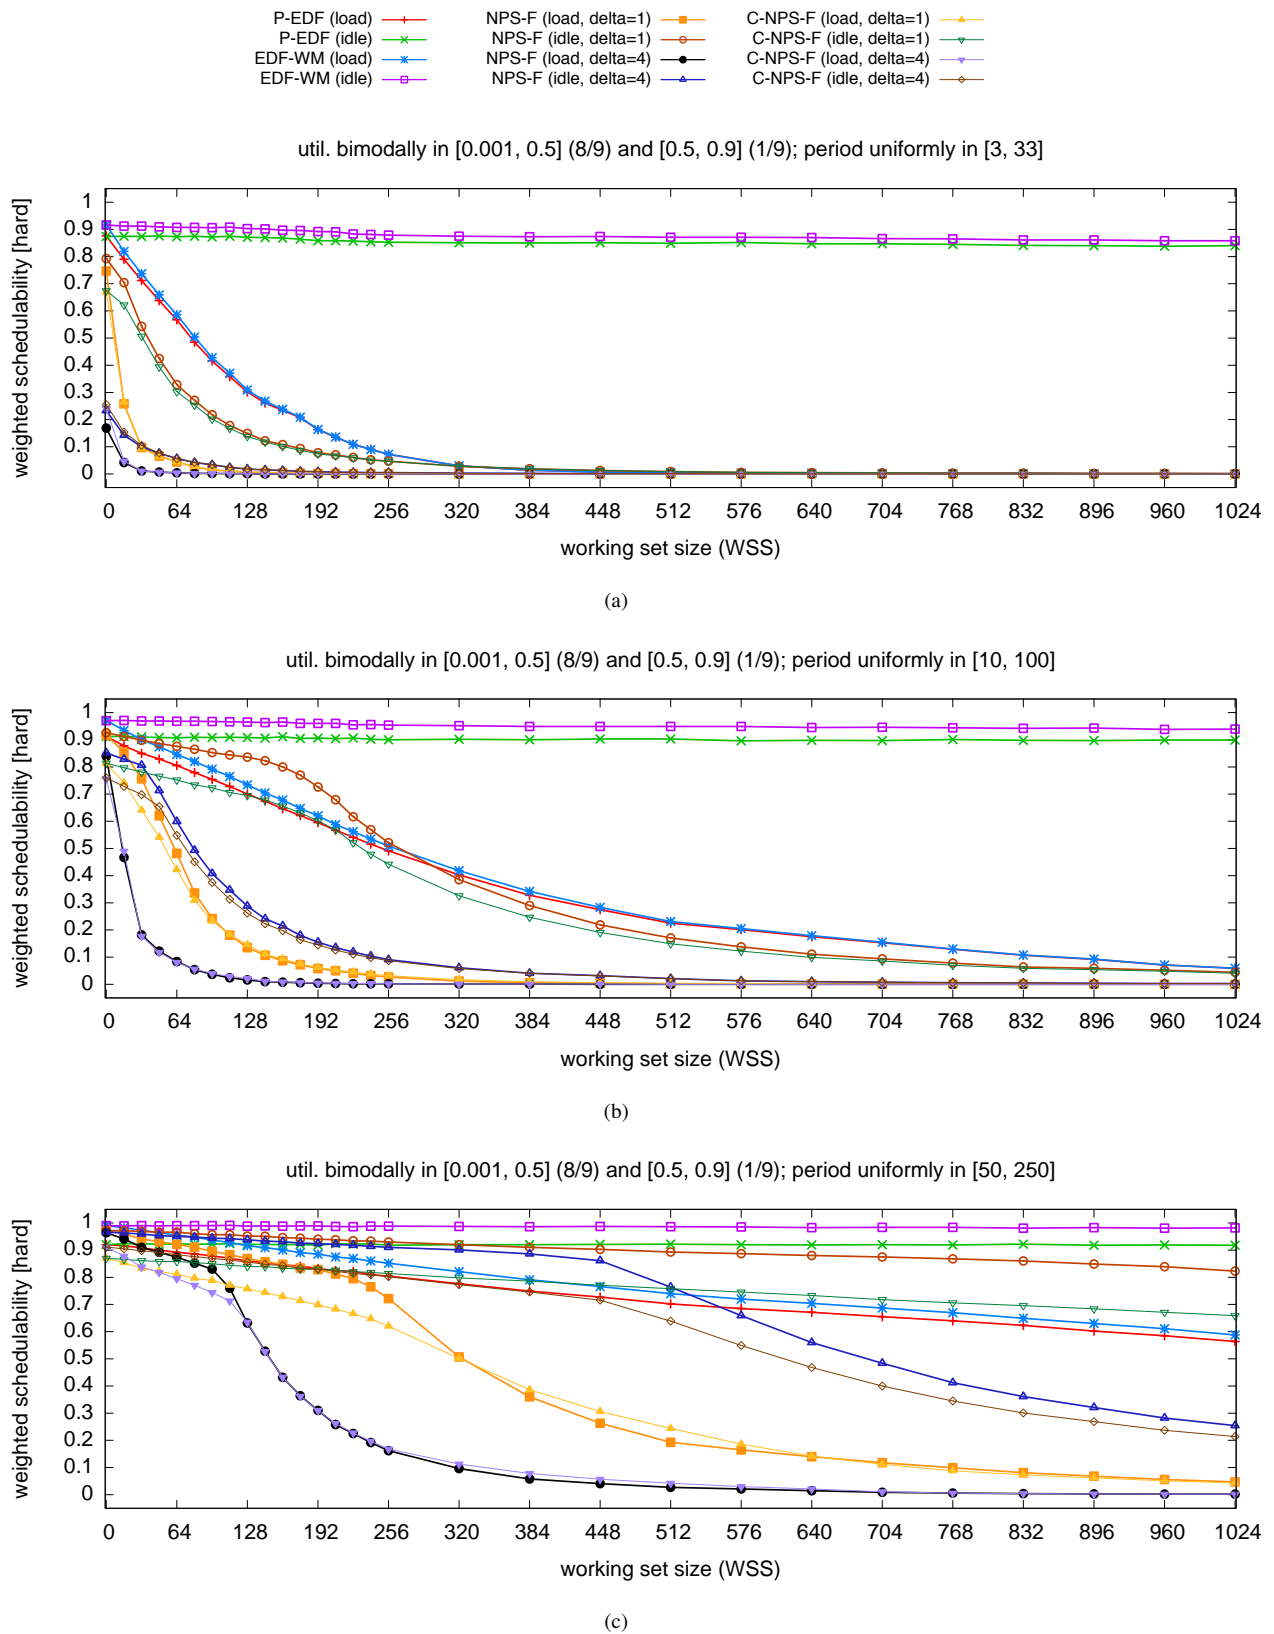 P-EDF (load) NPS-F (load, delta=1) C-NPS-F (load, delta=1)
P-EDF (idle) NPS-F (idle, delta=1) C-NPS-F (idle, delta=1)
EDF-WM (load) NPS-F (load, delta=4) C-NPS-F (load, delta=4)
EDF-WM (idle) NPS-F (idle, delta=4) C-NPS-F (idle, delta=4)
util. bimodally in [0.001, 0.5] (8/9) and [0.5, 0.9] (1/9); period uniformly in [3, 33]
weighted schedulability [hard]
1
0.9
0.8
0.7
0.6
0.5
0.4
0.3
0.2
0.1
0
0 64 128 192 256 320 384 448 512 576 640 704 768 832 896 960 1024
working set size (WSS)
(a)
util. bimodally in [0.001, 0.5] (8/9) and [0.5, 0.9] (1/9); period uniformly in [10, 100]
weighted schedulability [hard]
1
0.9
0.8
0.7
0.6
0.5
0.4
0.3
0.2
0.1
0
0 64 128 192 256 320 384 448 512 576 640 704 768 832 896 960 1024
working set size (WSS)
(b)
util. bimodally in [0.001, 0.5] (8/9) and [0.5, 0.9] (1/9); period uniformly in [50, 250]
weighted schedulability [hard]
1
0.9
0.8
0.7
0.6
0.5
0.4
0.3
0.2
0.1
0
0 64 128 192 256 320 384 448 512 576 640 704 768 832 896 960 1024
working set size (WSS)
(c)